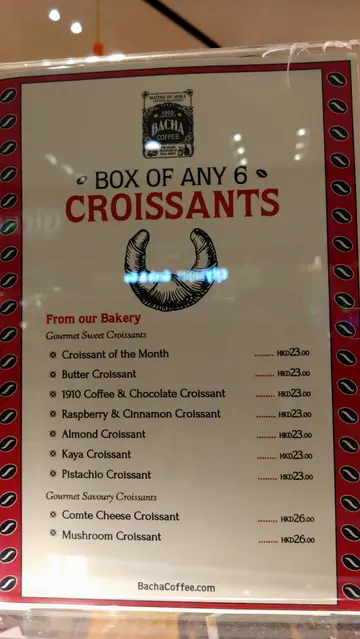 1910
BACHA
COFFEE
BOX OF ANY 6
CROISSANTS
From our Bakery
Gourmet Sweet Croissants
Croissant of the Month ........ HKD23.00
Butter Croissant ........ HKD23.00
1910 Coffee & Chocolate Croissant ........ HKD23.00
Raspberry & Cinnamon Croissant ........ HKD23.00
Almond Croissant ........ HKD23.00
Kaya Croissant ........ HKD23.00
Pistachio Croissant ........ HKD23.00
Gourmet Savoury Croissants
Comte Cheese Croissant ........ HKD26.00
Mushroom Croissant ........ HKD26.00
BachaCoffee.com